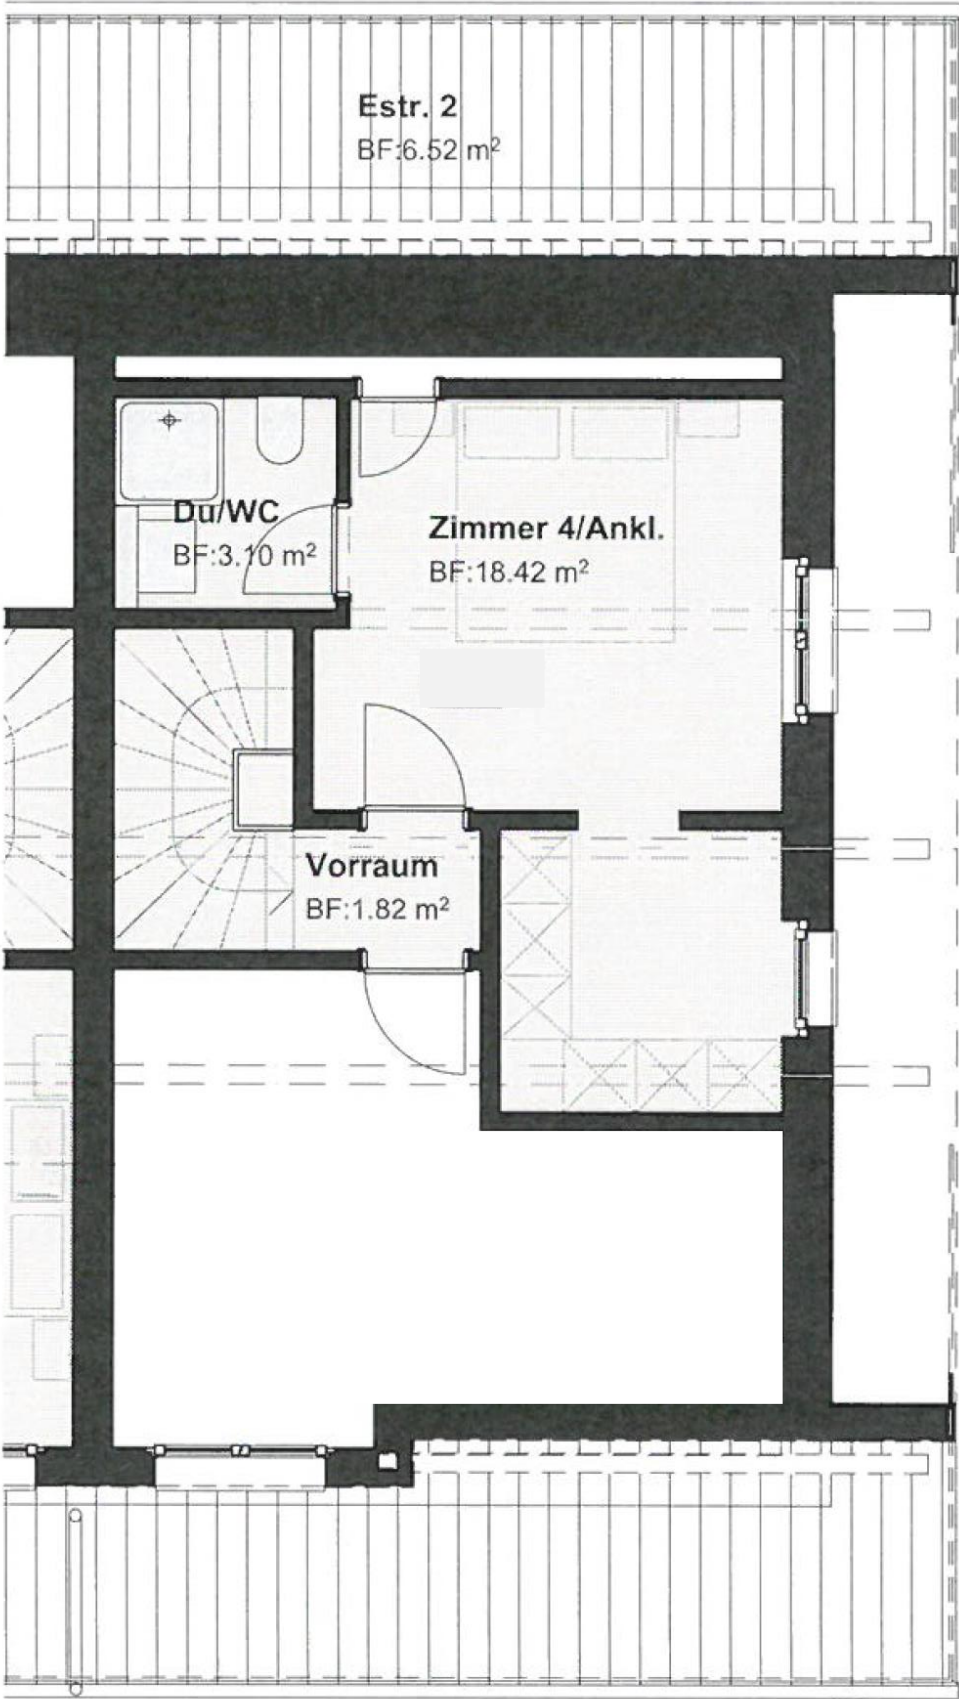 Estr. 2
BF:6.52 m²
Du/WC
BF:3.10 m²
Zimmer 4/Ankl.
BF:18.42 m²
Vorraum
BF:1.82 m²